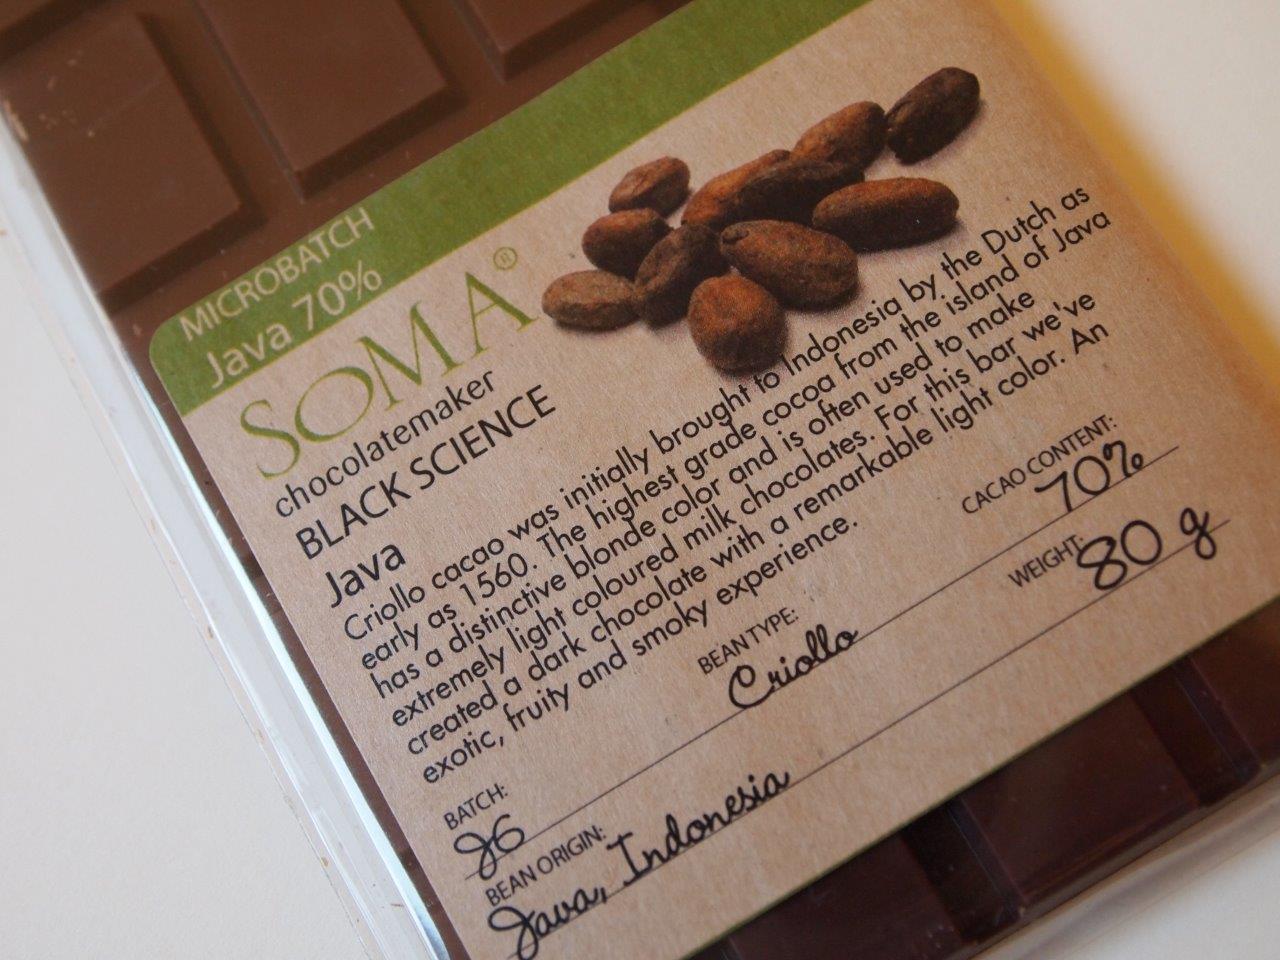 MICROBATCH
Java 70%
SOMA®
chocolatemaker
BLACK SCIENCE
Java
Criollo cacao was initially brought to Indonesia by the Dutch as
early as 1560. The highest grade cocoa from the island of Java
has a distinctive blonde color and is often used to make
extremely light coloured milk chocolates. For this bar we've
created a dark chocolate with a remarkable light color. An
exotic, fruity and smoky experience.
CACAO CONTENT:
70%
BATCH:
J6
BEAN TYPE:
Criollo
WEIGHT:
80 g
BEAN ORIGIN:
Java, Indonesia